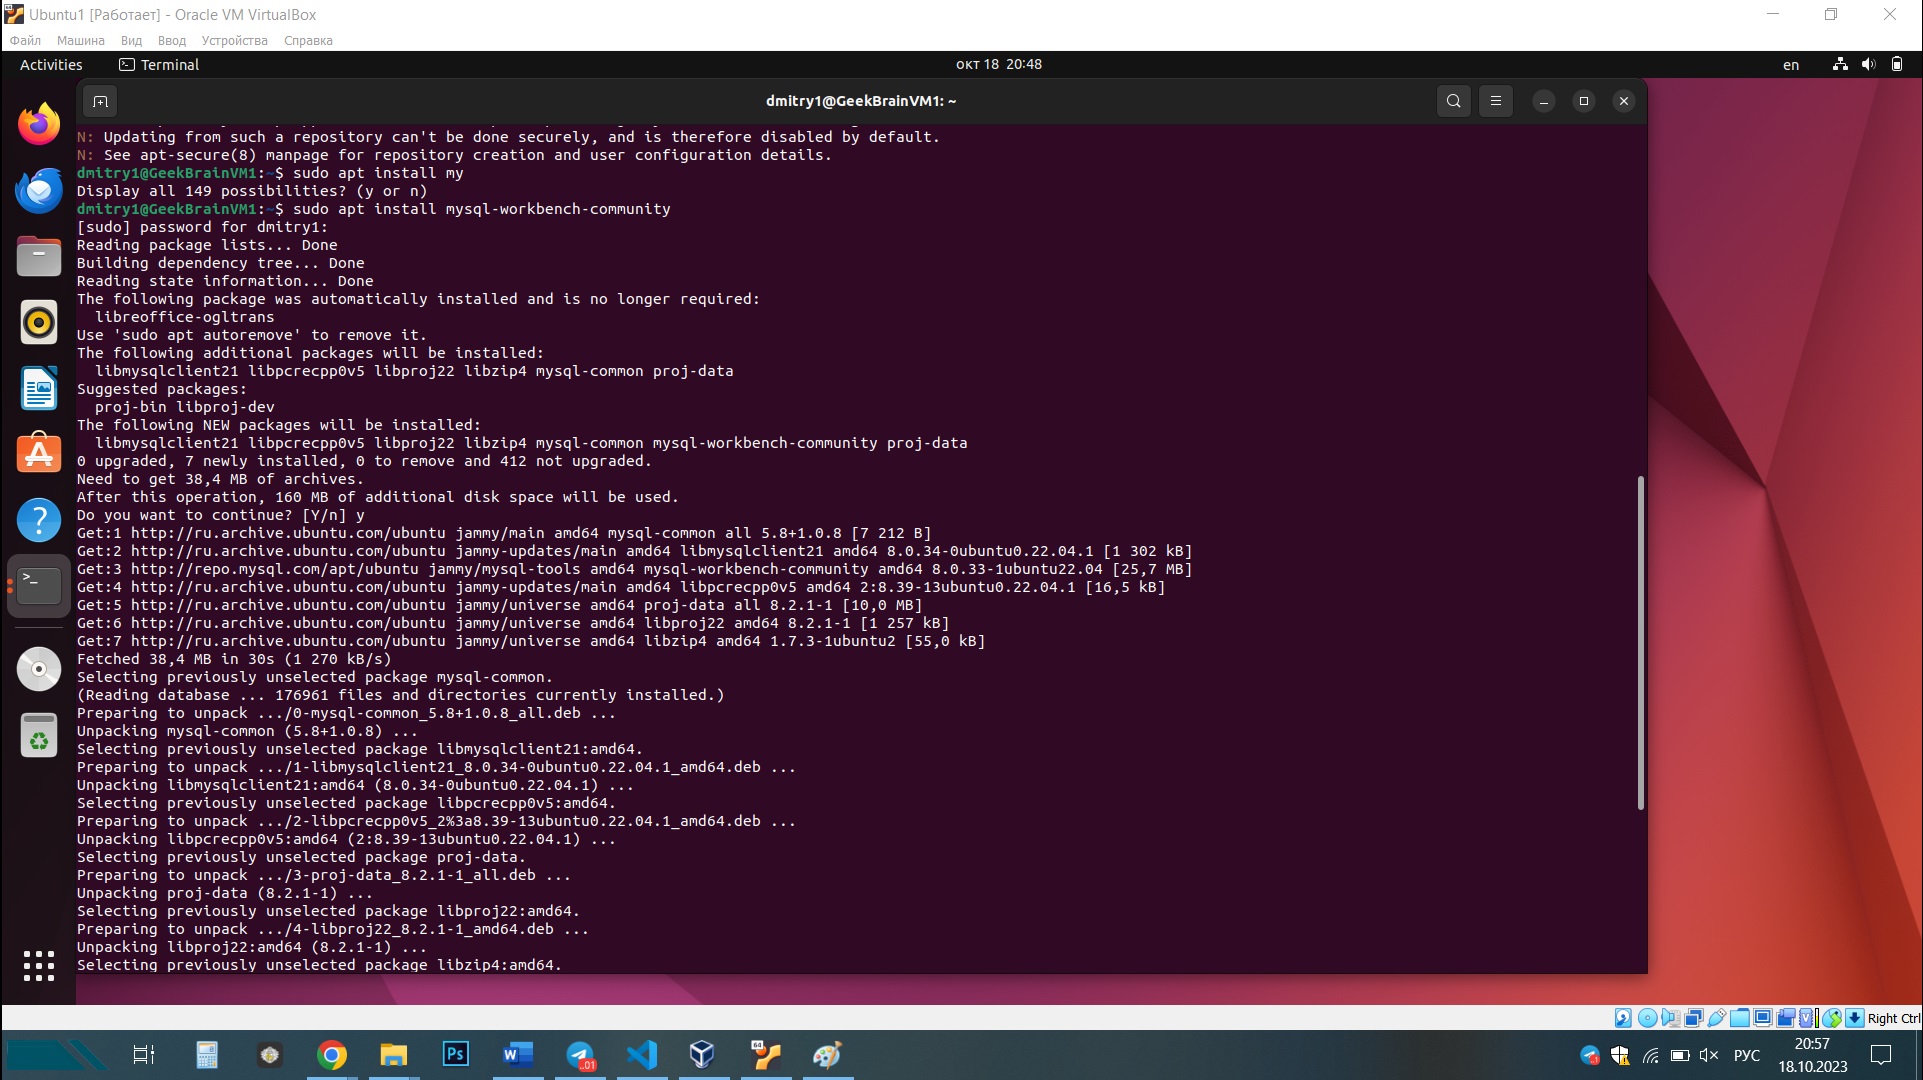 Ubuntu1 [Работает] - Oracle VM VirtualBox
Файл Машина Вид Ввод Устройства Справка
Activities Terminal окт 18 20:48 en
dmitry1@GeekBrainVM1: ~
N: Updating from such a repository can't be done securely, and is therefore disabled by default.
N: See apt-secure(8) manpage for repository creation and user configuration details.
dmitry1@GeekBrainVM1:~$ sudo apt install my
Display all 149 possibilities? (y or n)
dmitry1@GeekBrainVM1:~$ sudo apt install mysql-workbench-community
[sudo] password for dmitry1:
Reading package lists... Done
Building dependency tree... Done
Reading state information... Done
The following package was automatically installed and is no longer required:
libreoffice-ogltrans
Use 'sudo apt autoremove' to remove it.
The following additional packages will be installed:
libmysqlclient21 libpcrecpp0v5 libproj22 libzip4 mysql-common proj-data
Suggested packages:
proj-bin libproj-dev
The following NEW packages will be installed:
libmysqlclient21 libpcrecpp0v5 libproj22 libzip4 mysql-common mysql-workbench-community proj-data
0 upgraded, 7 newly installed, 0 to remove and 412 not upgraded.
Need to get 38,4 MB of archives.
After this operation, 160 MB of additional disk space will be used.
Do you want to continue? [Y/n] y
Get:1 http://ru.archive.ubuntu.com/ubuntu jammy/main amd64 mysql-common all 5.8+1.0.8 [7 212 B]
Get:2 http://ru.archive.ubuntu.com/ubuntu jammy-updates/main amd64 libmysqlclient21 amd64 8.0.34-0ubuntu0.22.04.1 [1 302 kB]
Get:3 http://repo.mysql.com/apt/ubuntu jammy/mysql-tools amd64 mysql-workbench-community amd64 8.0.33-1ubuntu22.04 [25,7 MB]
Get:4 http://ru.archive.ubuntu.com/ubuntu jammy-updates/main amd64 libpcrecpp0v5 amd64 2:8.39-13ubuntu0.22.04.1 [16,5 kB]
Get:5 http://ru.archive.ubuntu.com/ubuntu jammy/universe amd64 proj-data all 8.2.1-1 [10,0 MB]
Get:6 http://ru.archive.ubuntu.com/ubuntu jammy/universe amd64 libproj22 amd64 8.2.1-1 [1 257 kB]
Get:7 http://ru.archive.ubuntu.com/ubuntu jammy/universe amd64 libzip4 amd64 1.7.3-1ubuntu2 [55,0 kB]
Fetched 38,4 MB in 30s (1 270 kB/s)
Selecting previously unselected package mysql-common.
(Reading database ... 176961 files and directories currently installed.)
Preparing to unpack .../0-mysql-common_5.8+1.0.8_all.deb ...
Unpacking mysql-common (5.8+1.0.8) ...
Selecting previously unselected package libmysqlclient21:amd64.
Preparing to unpack .../1-libmysqlclient21_8.0.34-0ubuntu0.22.04.1_amd64.deb ...
Unpacking libmysqlclient21:amd64 (8.0.34-0ubuntu0.22.04.1) ...
Selecting previously unselected package libpcrecpp0v5:amd64.
Preparing to unpack .../2-libpcrecpp0v5_2%3a8.39-13ubuntu0.22.04.1_amd64.deb ...
Unpacking libpcrecpp0v5:amd64 (2:8.39-13ubuntu0.22.04.1) ...
Selecting previously unselected package proj-data.
Preparing to unpack .../3-proj-data_8.2.1-1_all.deb ...
Unpacking proj-data (8.2.1-1) ...
Selecting previously unselected package libproj22:amd64.
Preparing to unpack .../4-libproj22_8.2.1-1_amd64.deb ...
Unpacking libproj22:amd64 (8.2.1-1) ...
Selecting previously unselected package libzip4:amd64.
Right Ctrl
Ps
РУС
20:57
18.10.2023